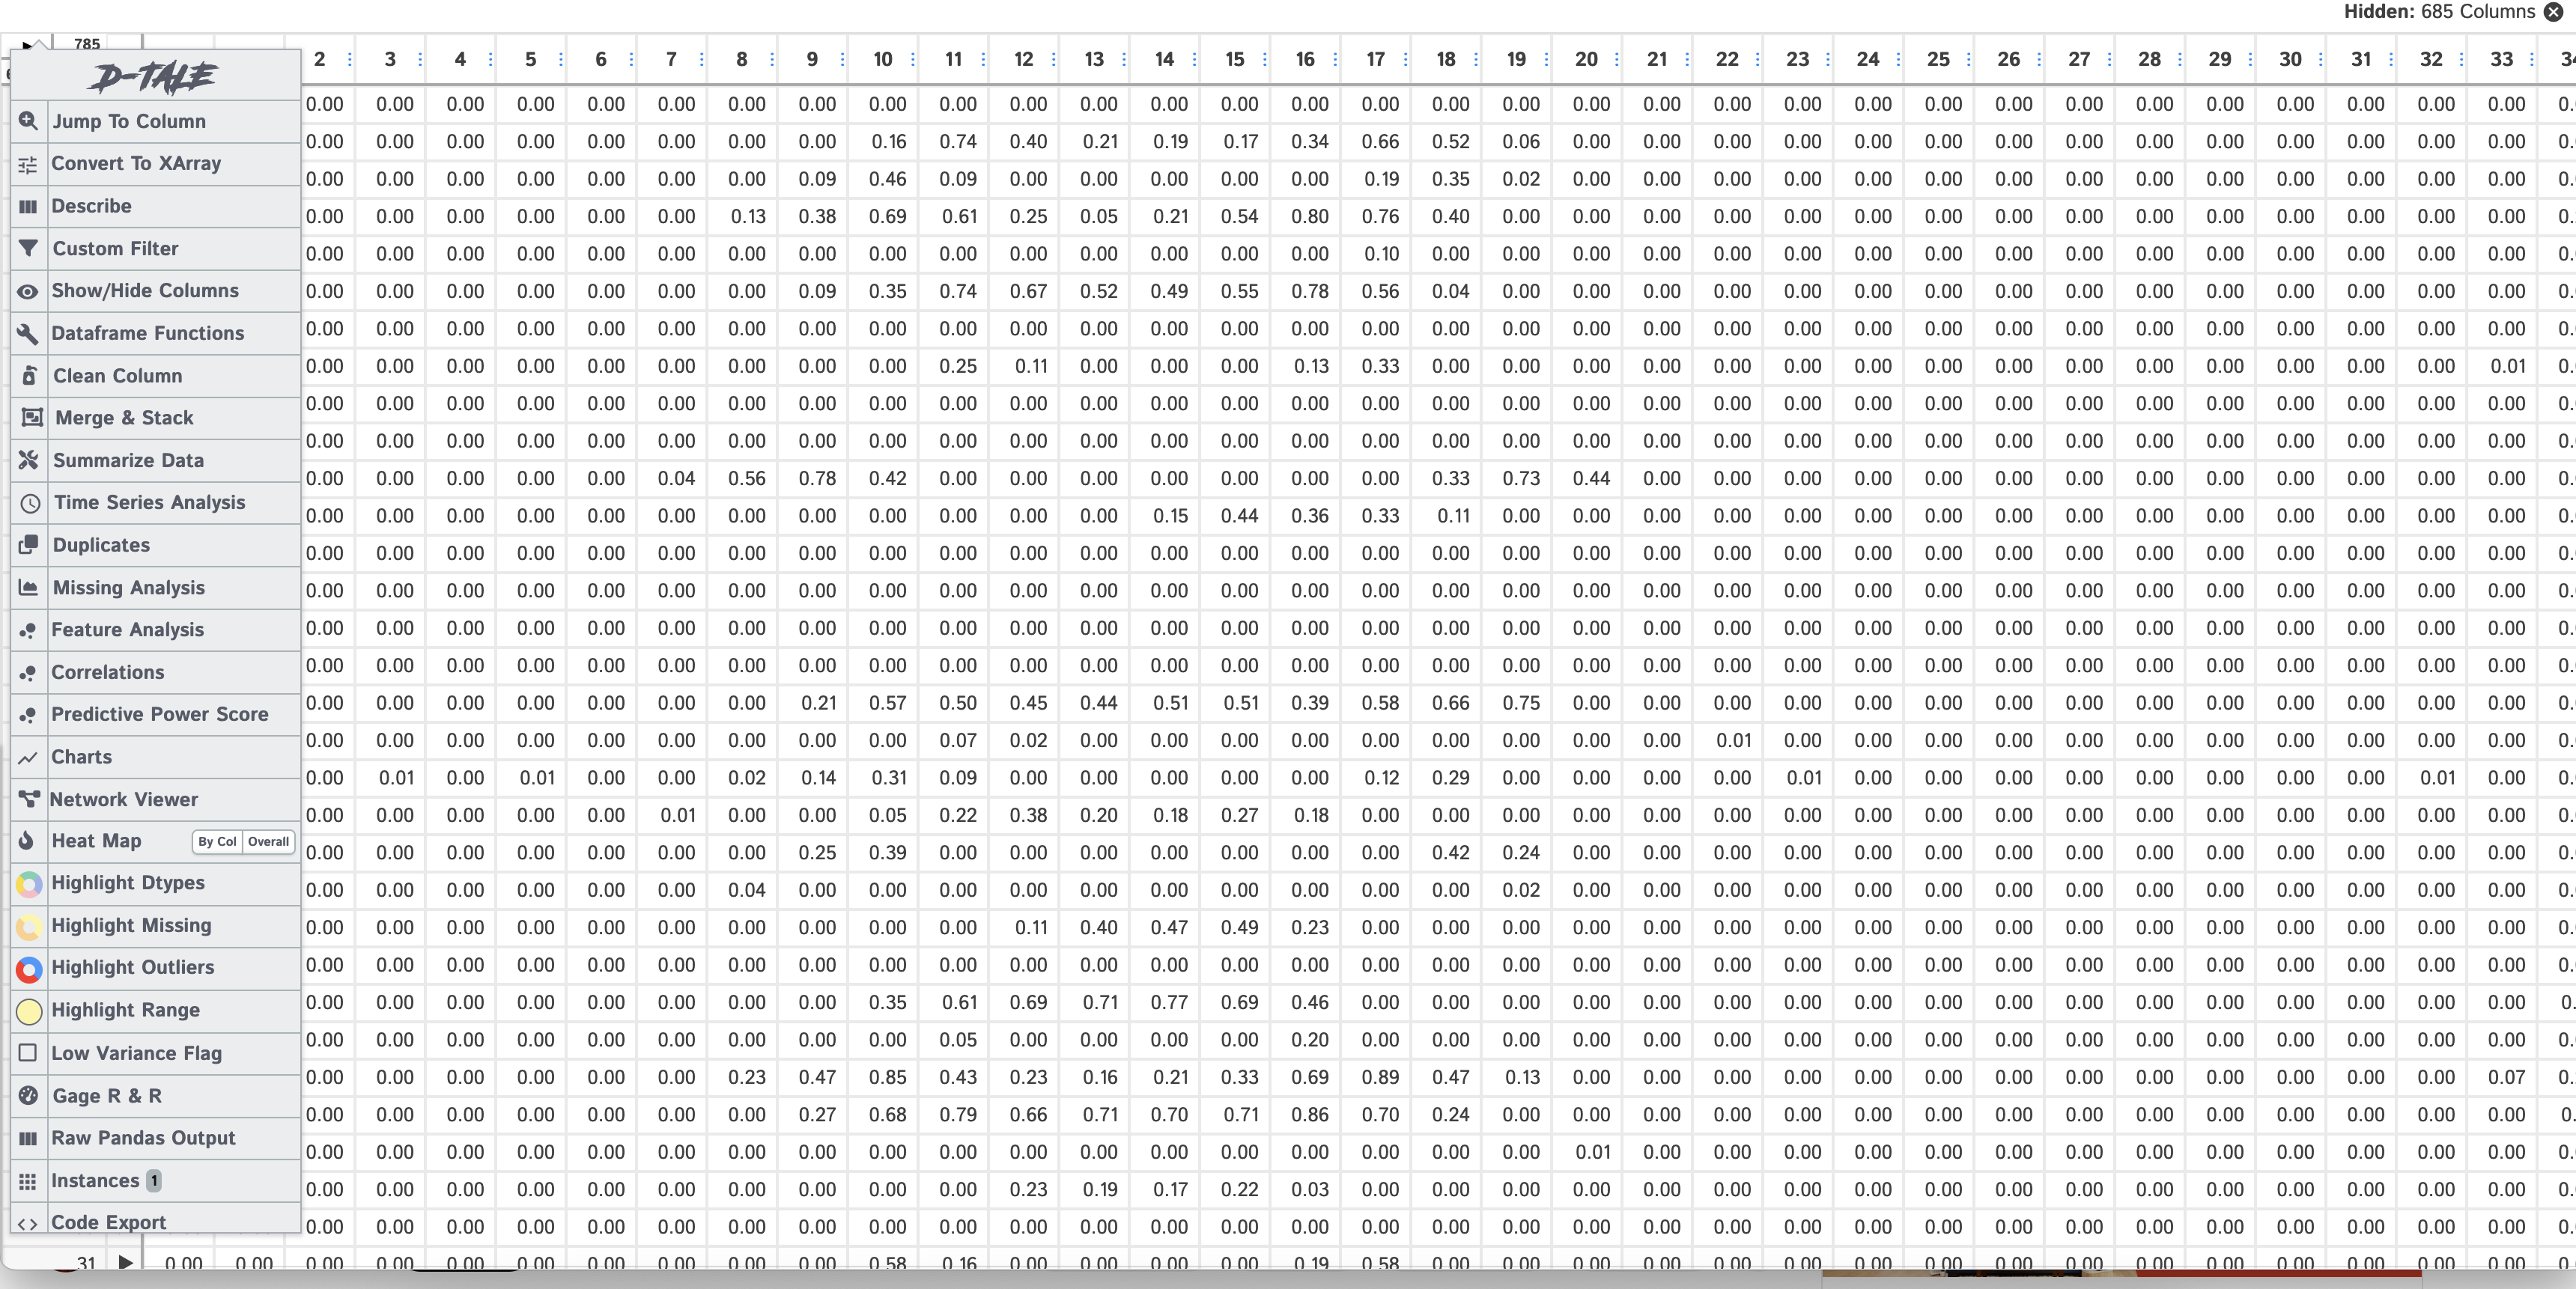 Hidden: 685 Columns
785
D-TALE
Jump To Column
Convert To XArray
Describe
Custom Filter
Show/Hide Columns
Dataframe Functions
Clean Column
Merge & Stack
Summarize Data
Time Series Analysis
Duplicates
Missing Analysis
Feature Analysis
Correlations
Predictive Power Score
Charts
Network Viewer
Heat Map By Col Overall
Highlight Dtypes
Highlight Missing
Highlight Outliers
Highlight Range
Low Variance Flag
Gage R & R
Raw Pandas Output
Instances 1
Code Export
2 3 4 5 6 7 8 9 10 11 12 13 14 15 16 17 18 19 20 21 22 23 24 25 26 27 28 29 30 31 32 33 34
0.00 0.00 0.00 0.00 0.00 0.00 0.00 0.00 0.00 0.00 0.00 0.00 0.00 0.00 0.00 0.00 0.00 0.00 0.00 0.00 0.00 0.00 0.00 0.00 0.00 0.00 0.00 0.00 0.00 0.00 0.00 0.00 0.
0.00 0.00 0.00 0.00 0.00 0.00 0.00 0.00 0.16 0.74 0.40 0.21 0.19 0.17 0.34 0.66 0.52 0.06 0.00 0.00 0.00 0.00 0.00 0.00 0.00 0.00 0.00 0.00 0.00 0.00 0.00 0.00 0.
0.00 0.00 0.00 0.00 0.00 0.00 0.00 0.09 0.46 0.09 0.00 0.00 0.00 0.00 0.00 0.19 0.35 0.02 0.00 0.00 0.00 0.00 0.00 0.00 0.00 0.00 0.00 0.00 0.00 0.00 0.00 0.00 0.
0.00 0.00 0.00 0.00 0.00 0.00 0.13 0.38 0.69 0.61 0.25 0.05 0.21 0.54 0.80 0.76 0.40 0.00 0.00 0.00 0.00 0.00 0.00 0.00 0.00 0.00 0.00 0.00 0.00 0.00 0.00 0.00 0.
0.00 0.00 0.00 0.00 0.00 0.00 0.00 0.00 0.00 0.00 0.00 0.00 0.00 0.00 0.00 0.10 0.00 0.00 0.00 0.00 0.00 0.00 0.00 0.00 0.00 0.00 0.00 0.00 0.00 0.00 0.00 0.00 0.
0.00 0.00 0.00 0.00 0.00 0.00 0.00 0.09 0.35 0.74 0.67 0.52 0.49 0.55 0.78 0.56 0.04 0.00 0.00 0.00 0.00 0.00 0.00 0.00 0.00 0.00 0.00 0.00 0.00 0.00 0.00 0.00 0.
0.00 0.00 0.00 0.00 0.00 0.00 0.00 0.00 0.00 0.00 0.00 0.00 0.00 0.00 0.00 0.00 0.00 0.00 0.00 0.00 0.00 0.00 0.00 0.00 0.00 0.00 0.00 0.00 0.00 0.00 0.00 0.00 0.
0.00 0.00 0.00 0.00 0.00 0.00 0.00 0.00 0.00 0.25 0.11 0.00 0.00 0.00 0.13 0.33 0.00 0.00 0.00 0.00 0.00 0.00 0.00 0.00 0.00 0.00 0.00 0.00 0.00 0.00 0.00 0.01 0.
0.00 0.00 0.00 0.00 0.00 0.00 0.00 0.00 0.00 0.00 0.00 0.00 0.00 0.00 0.00 0.00 0.00 0.00 0.00 0.00 0.00 0.00 0.00 0.00 0.00 0.00 0.00 0.00 0.00 0.00 0.00 0.00 0.
0.00 0.00 0.00 0.00 0.00 0.00 0.00 0.00 0.00 0.00 0.00 0.00 0.00 0.00 0.00 0.00 0.00 0.00 0.00 0.00 0.00 0.00 0.00 0.00 0.00 0.00 0.00 0.00 0.00 0.00 0.00 0.00 0.
0.00 0.00 0.00 0.00 0.00 0.04 0.56 0.78 0.42 0.00 0.00 0.00 0.00 0.00 0.00 0.00 0.33 0.73 0.44 0.00 0.00 0.00 0.00 0.00 0.00 0.00 0.00 0.00 0.00 0.00 0.00 0.00 0.
0.00 0.00 0.00 0.00 0.00 0.00 0.00 0.00 0.00 0.00 0.00 0.00 0.15 0.44 0.36 0.33 0.11 0.00 0.00 0.00 0.00 0.00 0.00 0.00 0.00 0.00 0.00 0.00 0.00 0.00 0.00 0.00 0.
0.00 0.00 0.00 0.00 0.00 0.00 0.00 0.00 0.00 0.00 0.00 0.00 0.00 0.00 0.00 0.00 0.00 0.00 0.00 0.00 0.00 0.00 0.00 0.00 0.00 0.00 0.00 0.00 0.00 0.00 0.00 0.00 0.
0.00 0.00 0.00 0.00 0.00 0.00 0.00 0.00 0.00 0.00 0.00 0.00 0.00 0.00 0.00 0.00 0.00 0.00 0.00 0.00 0.00 0.00 0.00 0.00 0.00 0.00 0.00 0.00 0.00 0.00 0.00 0.00 0.
0.00 0.00 0.00 0.00 0.00 0.00 0.00 0.00 0.00 0.00 0.00 0.00 0.00 0.00 0.00 0.00 0.00 0.00 0.00 0.00 0.00 0.00 0.00 0.00 0.00 0.00 0.00 0.00 0.00 0.00 0.00 0.00 0.
0.00 0.00 0.00 0.00 0.00 0.00 0.00 0.00 0.00 0.00 0.00 0.00 0.00 0.00 0.00 0.00 0.00 0.00 0.00 0.00 0.00 0.00 0.00 0.00 0.00 0.00 0.00 0.00 0.00 0.00 0.00 0.00 0.
0.00 0.00 0.00 0.00 0.00 0.00 0.00 0.21 0.57 0.50 0.45 0.44 0.51 0.51 0.39 0.58 0.66 0.75 0.00 0.00 0.00 0.00 0.00 0.00 0.00 0.00 0.00 0.00 0.00 0.00 0.00 0.00 0.
0.00 0.00 0.00 0.00 0.00 0.00 0.00 0.00 0.00 0.07 0.02 0.00 0.00 0.00 0.00 0.00 0.00 0.00 0.00 0.00 0.01 0.00 0.00 0.00 0.00 0.00 0.00 0.00 0.00 0.00 0.00 0.00 0.
0.00 0.01 0.00 0.01 0.00 0.00 0.02 0.14 0.31 0.09 0.00 0.00 0.00 0.00 0.00 0.12 0.29 0.00 0.00 0.00 0.00 0.01 0.00 0.00 0.00 0.00 0.00 0.00 0.00 0.00 0.01 0.00 0.
0.00 0.00 0.00 0.00 0.00 0.01 0.00 0.00 0.05 0.22 0.38 0.20 0.18 0.27 0.18 0.00 0.00 0.00 0.00 0.00 0.00 0.00 0.00 0.00 0.00 0.00 0.00 0.00 0.00 0.00 0.00 0.00 0.
0.00 0.00 0.00 0.00 0.00 0.00 0.00 0.25 0.39 0.00 0.00 0.00 0.00 0.00 0.00 0.00 0.42 0.24 0.00 0.00 0.00 0.00 0.00 0.00 0.00 0.00 0.00 0.00 0.00 0.00 0.00 0.00 0.
0.00 0.00 0.00 0.00 0.00 0.00 0.04 0.00 0.00 0.00 0.00 0.00 0.00 0.00 0.00 0.00 0.00 0.02 0.00 0.00 0.00 0.00 0.00 0.00 0.00 0.00 0.00 0.00 0.00 0.00 0.00 0.00 0.
0.00 0.00 0.00 0.00 0.00 0.00 0.00 0.00 0.00 0.00 0.11 0.40 0.47 0.49 0.23 0.00 0.00 0.00 0.00 0.00 0.00 0.00 0.00 0.00 0.00 0.00 0.00 0.00 0.00 0.00 0.00 0.00 0.
0.00 0.00 0.00 0.00 0.00 0.00 0.00 0.00 0.00 0.00 0.00 0.00 0.00 0.00 0.00 0.00 0.00 0.00 0.00 0.00 0.00 0.00 0.00 0.00 0.00 0.00 0.00 0.00 0.00 0.00 0.00 0.00 0.
0.00 0.00 0.00 0.00 0.00 0.00 0.00 0.00 0.35 0.61 0.69 0.71 0.77 0.69 0.46 0.00 0.00 0.00 0.00 0.00 0.00 0.00 0.00 0.00 0.00 0.00 0.00 0.00 0.00 0.00 0.00 0.00 0.
0.00 0.00 0.00 0.00 0.00 0.00 0.00 0.00 0.00 0.05 0.00 0.00 0.00 0.00 0.20 0.00 0.00 0.00 0.00 0.00 0.00 0.00 0.00 0.00 0.00 0.00 0.00 0.00 0.00 0.00 0.00 0.00 0.
0.00 0.00 0.00 0.00 0.00 0.00 0.23 0.47 0.85 0.43 0.23 0.16 0.21 0.33 0.69 0.89 0.47 0.13 0.00 0.00 0.00 0.00 0.00 0.00 0.00 0.00 0.00 0.00 0.00 0.00 0.00 0.07 0.
0.00 0.00 0.00 0.00 0.00 0.00 0.00 0.27 0.68 0.79 0.66 0.71 0.70 0.71 0.86 0.70 0.24 0.00 0.00 0.00 0.00 0.00 0.00 0.00 0.00 0.00 0.00 0.00 0.00 0.00 0.00 0.00 0.
0.00 0.00 0.00 0.00 0.00 0.00 0.00 0.00 0.00 0.00 0.00 0.00 0.00 0.00 0.00 0.00 0.00 0.00 0.01 0.00 0.00 0.00 0.00 0.00 0.00 0.00 0.00 0.00 0.00 0.00 0.00 0.00 0.
0.00 0.00 0.00 0.00 0.00 0.00 0.00 0.00 0.00 0.00 0.23 0.19 0.17 0.22 0.03 0.00 0.00 0.00 0.00 0.00 0.00 0.00 0.00 0.00 0.00 0.00 0.00 0.00 0.00 0.00 0.00 0.00 0.
0.00 0.00 0.00 0.00 0.00 0.00 0.00 0.00 0.00 0.00 0.00 0.00 0.00 0.00 0.00 0.00 0.00 0.00 0.00 0.00 0.00 0.00 0.00 0.00 0.00 0.00 0.00 0.00 0.00 0.00 0.00 0.00 0.
31 0.00 0.00 0.00 0.00 0.00 0.00 0.00 0.00 0.00 0.00 0.58 0.16 0.00 0.00 0.00 0.00 0.19 0.58 0.00 0.00 0.00 0.00 0.00 0.00 0.00 0.00 0.00 0.00 0.00 0.00 0.00 0.00 0.00 0.00 0.